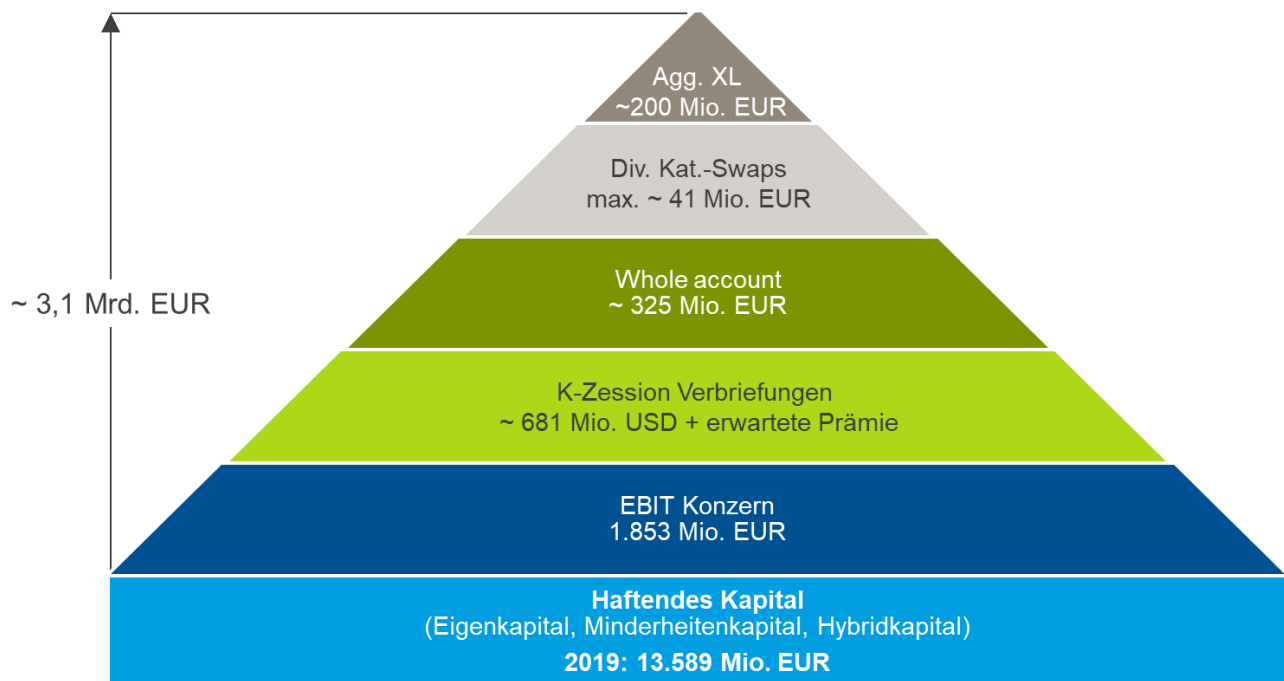 Agg. XL
~200 Mio. EUR
Div. Kat.-Swaps
max. ~ 41 Mio. EUR
Whole account
~ 325 Mio. EUR
~ 3,1 Mrd. EUR
K-Zession Verbriefungen
~ 681 Mio. USD + erwartete Prämie
EBIT Konzern
1.853 Mio. EUR
Haftendes Kapital
(Eigenkapital, Minderheitenkapital, Hybridkapital)
2019: 13.589 Mio. EUR